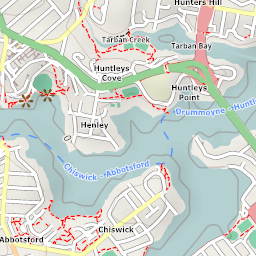 Hunters Hill
Tarban Creek
Tarban Bay
Huntleys
Cove
Huntleys
Point
Drummoyne - Huntl
Henley
Chiswick - Abbotsford
Chiswick
Abbotsford